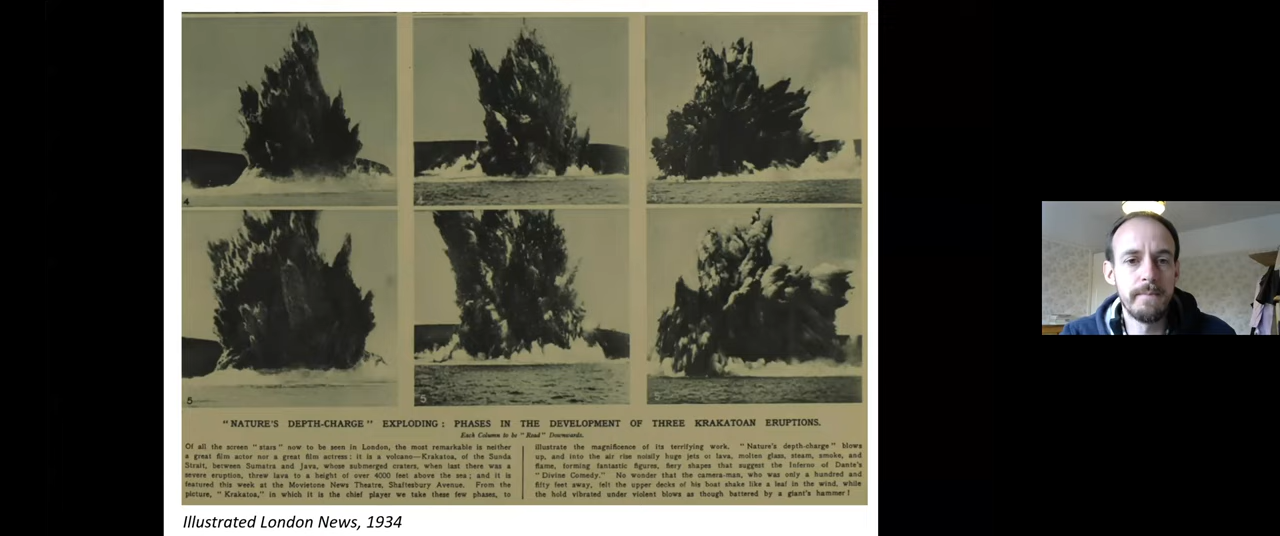 4
5
5
"NATURE'S DEPTH-CHARGE" EXPLODING: PHASES IN THE DEVELOPMENT OF THREE KRAKATOAN ERUPTIONS.
Each Column to be "Read" Downwards.
Of all the screen "stars" now to be seen in London, the most remarkable is neither
a great film actor nor a great film actress: it is a volcano—Krakatoa, of the Sunda
Strait, between Sumatra and Java, whose submerged craters, when last there was a
severe eruption, threw lava to a height of over 4000 feet above the sea; and it is
featured this week at the Movietone News Theatre, Shaftesbury Avenue. From the
picture, "Krakatoa," in which it is the chief player we take these few phases, to
illustrate the magnificence of its terrifying work. "Nature's depth-charge" blows
up, and into the air rise noisily huge jets of lava, molten glass, steam, smoke, and
flame, forming fantastic figures, fiery shapes that suggest the Inferno of Dante's
"Divine Comedy." No wonder that the camera-man, who was only a hundred and
fifty feet away, felt the upper decks of his boat shake like a leaf in the wind, while
the hold vibrated under violent blows as though battered by a giant's hammer!
Illustrated London News, 1934